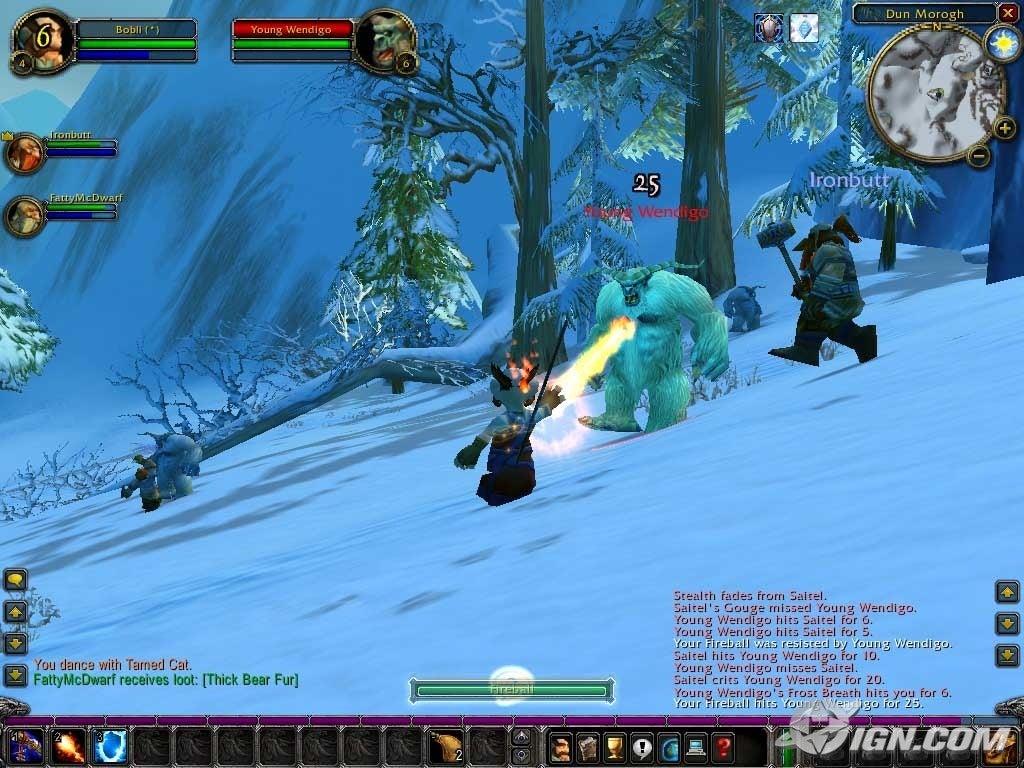 Bobli (*)
Young Wendigo
Dun Morogh
N
6
4
6
Ironbutt
FattyMcDwarf
Ironbutt
25
Young Wendigo
Stealth fades from Saitel.
Saitel's Gouge missed Young Wendigo.
Young Wendigo hits Saitel for 6.
Young Wendigo hits Saitel for 5.
Your Fireball was resisted by Young Wendigo.
Saitel hits Young Wendigo for 10.
Young Wendigo misses Saitel.
Saitel crits Young Wendigo for 20.
Young Wendigo's Frost Breath hits you for 6.
Your Fireball hits Young Wendigo for 25.
You dance with Tamed Cat.
FattyMcDwarf receives loot: [Thick Bear Fur]
Fireball
1 2 3 2
IGN.COM